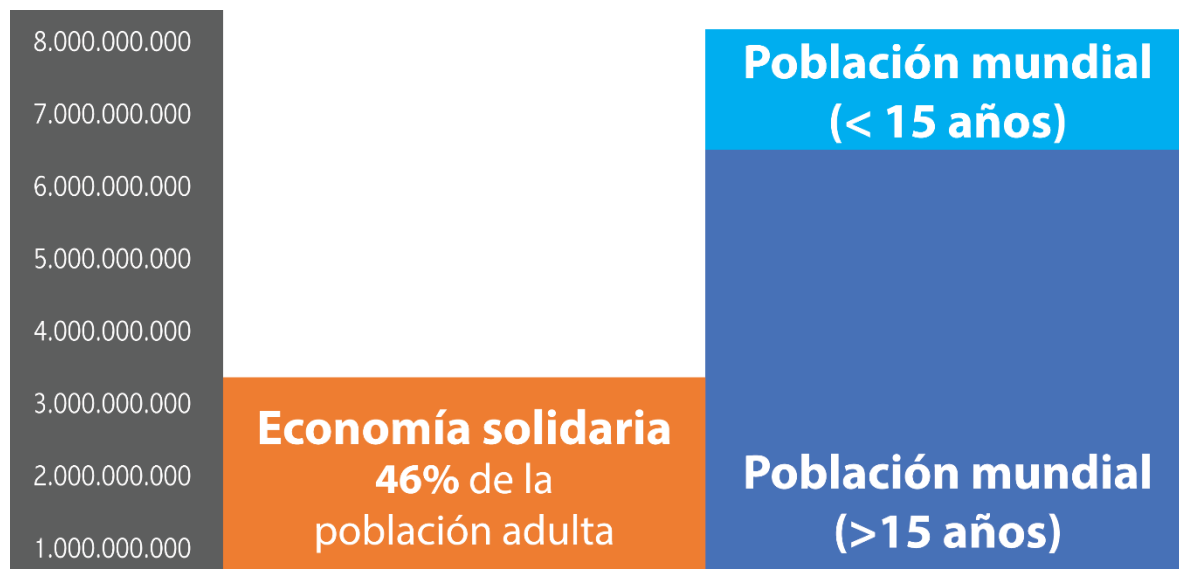 8.000.000.000
7.000.000.000
6.000.000.000
5.000.000.000
4.000.000.000
3.000.000.000
2.000.000.000
1.000.000.000
Economía solidaria
46% de la
población adulta
Población mundial
(< 15 años)
Población mundial
(>15 años)